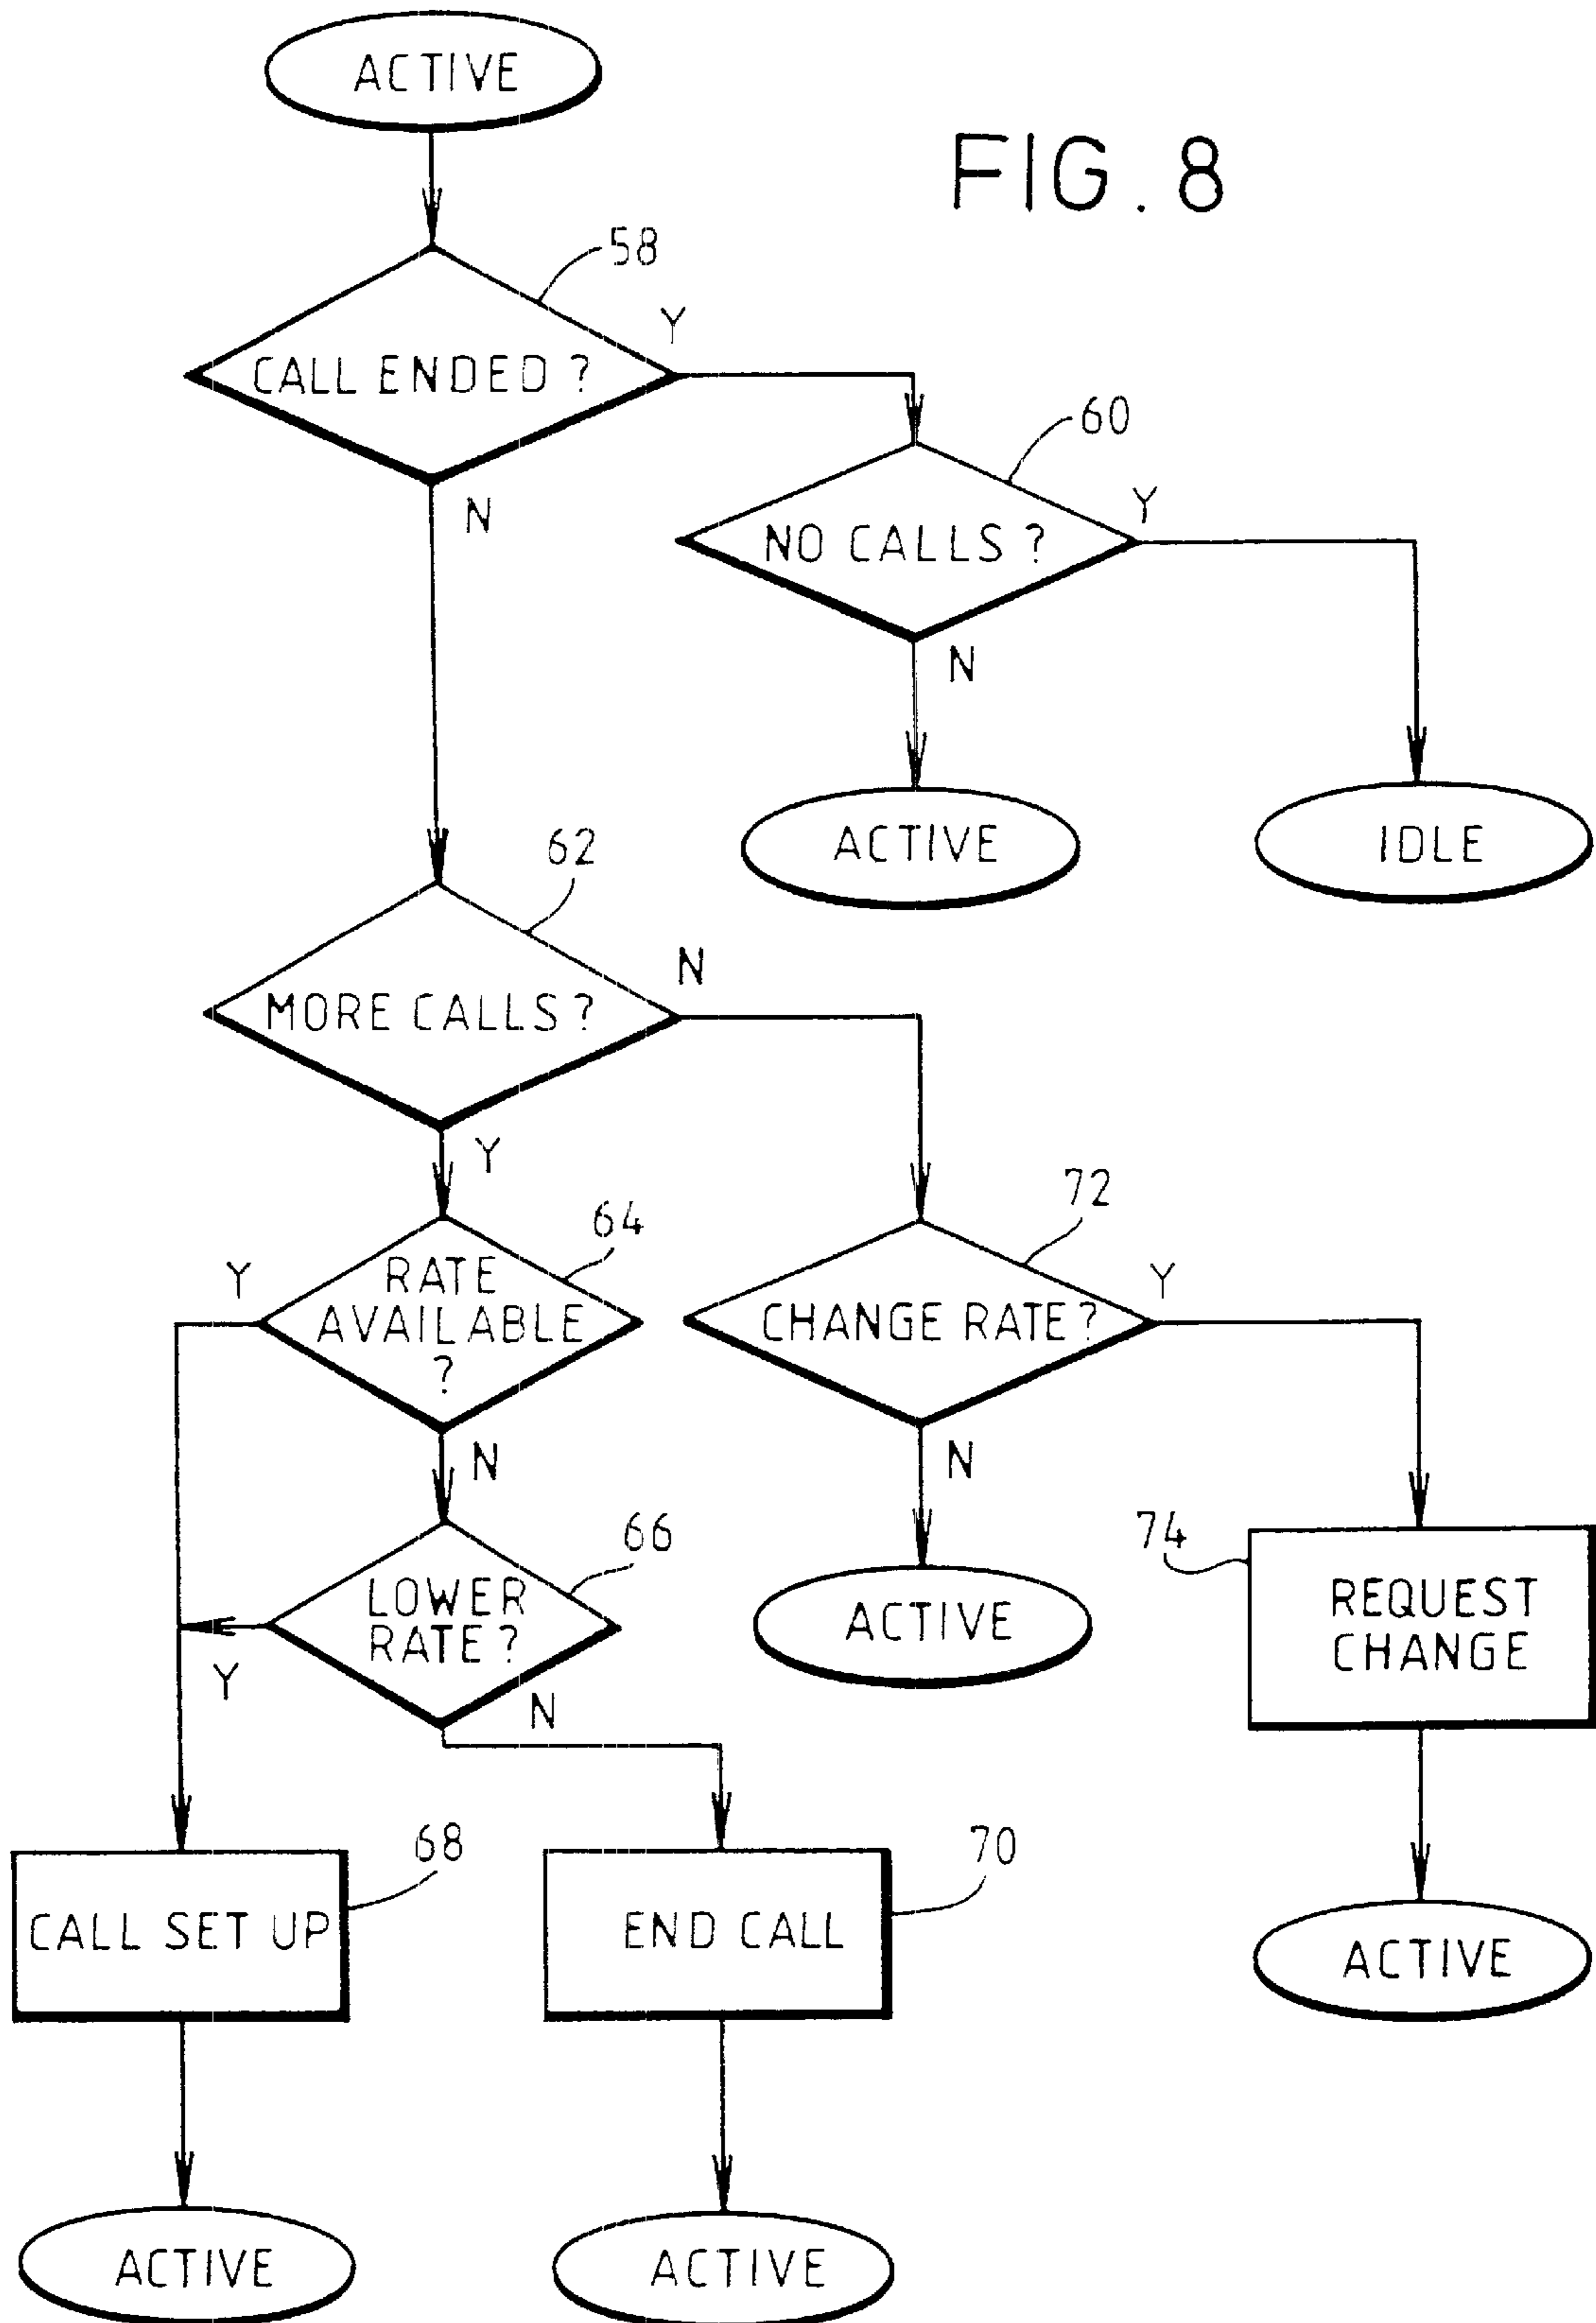 ACTIVE
FIG. 8
58
Y
CALL ENDED ?
60
N
Y
NO CALLS ?
N
62
ACTIVE
IDLE
N
MORE CALLS ?
Y
72
64
Y
RATE
AVAILABLE
?
Y
CHANGE RATE ?
N
N
66
74
LOWER
RATE ?
ACTIVE
REQUEST
CHANGE
Y
N
68
70
CALL SET UP
END CALL
ACTIVE
ACTIVE
ACTIVE